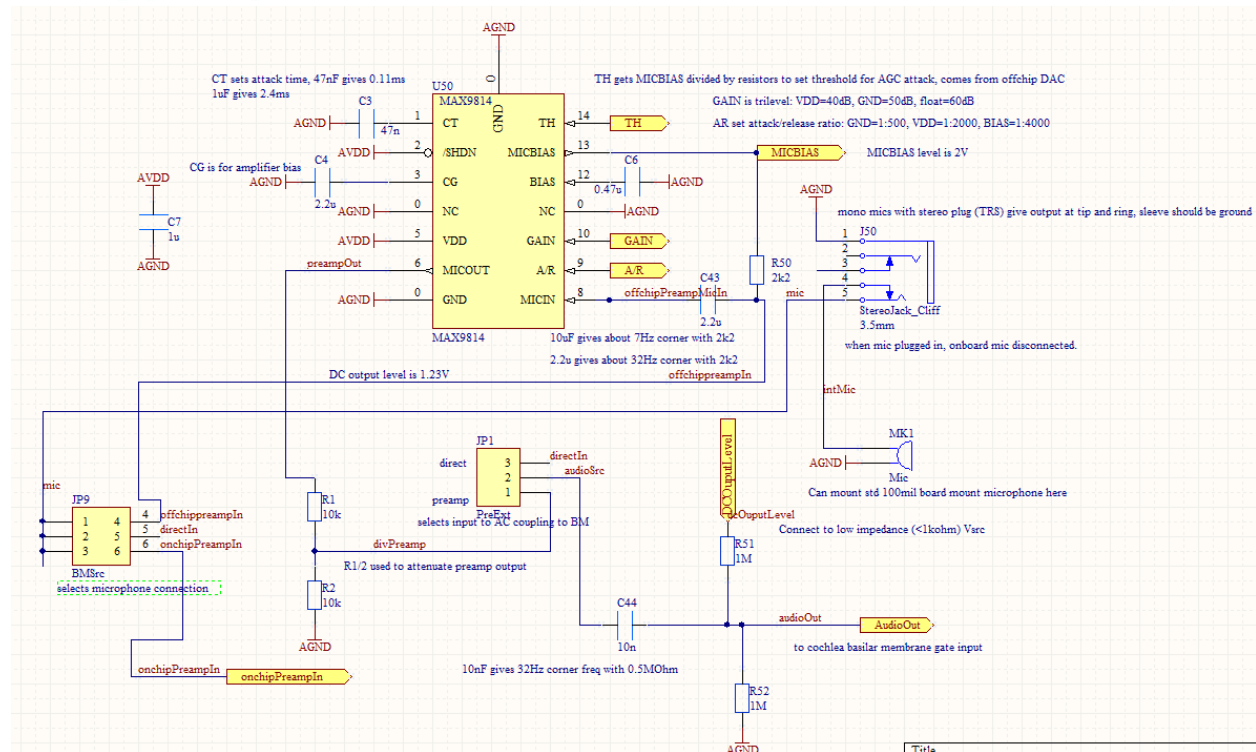 AGND
CT sets attack time, 47nF gives 0.11ms
1uF gives 2.4ms
U50
MAX9814
TH gets MICBIAS divided by resistors to set threshold for AGC attack, comes from offchip DAC
GAIN is trilevel: VDD=40dB, GND=50dB, float=60dB
AR set attack/release ratio: GND=1:500, VDD=1:2000, BIAS=1:4000
0
GND
C3
47n
AGND
1
CT
TH
14
TH
AVDD
2
/SHDN
MICBIAS
13
MICBIAS
MICBIAS level is 2V
CG is for amplifier bias
C4
2.2u
AGND
3
CG
BIAS
12
C6
0.47u
AGND
AGND
0
NC
NC
0
AGND
AVDD
C7
1u
AGND
AVDD
5
VDD
GAIN
10
GAIN
preampOut
6
MICOUT
A/R
9
A/R
AGND
0
GND
MICIN
8
offchipPreampMicIn
C43
2.2u
R50
2k2
MAX9814
AGND
mono mics with stereo plug (TRS) give output at tip and ring, sleeve should be ground
J50
1
2
3
4
5
mic
StereoJack_Cliff
3.5mm
when mic plugged in, onboard mic disconnected.
10uF gives about 7Hz corner with 2k2
2.2u gives about 32Hz corner with 2k2
DC output level is 1.23V
offchippreampIn
intMic
MK1
AGND
Mic
Can mount std 100mil board mount microphone here
DCOuputLevel
dcOuputLevel
Connect to low impedance (<1kohm) Vsrc
JP1
direct
3
directIn
2
audioSrc
preamp
1
PreExt
selects input to AC coupling to BM
mic
JP9
1
4
4
offchippreampIn
2
5
5
directIn
3
6
6
onchipPreampIn
BMSrc
selects microphone connection
R1
10k
divPreamp
R1/2 used to attenuate preamp output
R2
10k
AGND
R51
1M
C44
10n
audioOut
AudioOut
to cochlea basilar membrane gate input
10nF gives 32Hz corner freq with 0.5MOhm
R52
1M
AGND
onchipPreampIn
onchipPreampIn
Title